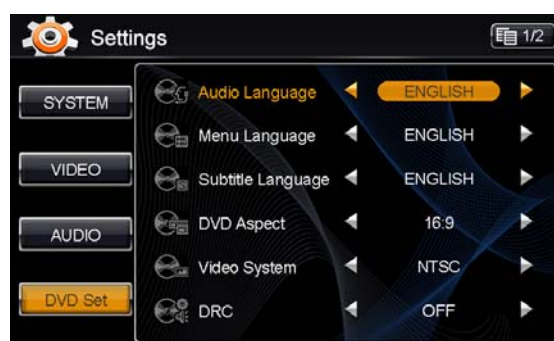 Settings
1/2
SYSTEM
VIDEO
AUDIO
DVD Set
Audio Language ENGLISH
Menu Language ENGLISH
Subtitle Language ENGLISH
DVD Aspect 16:9
Video System NTSC
DRC OFF